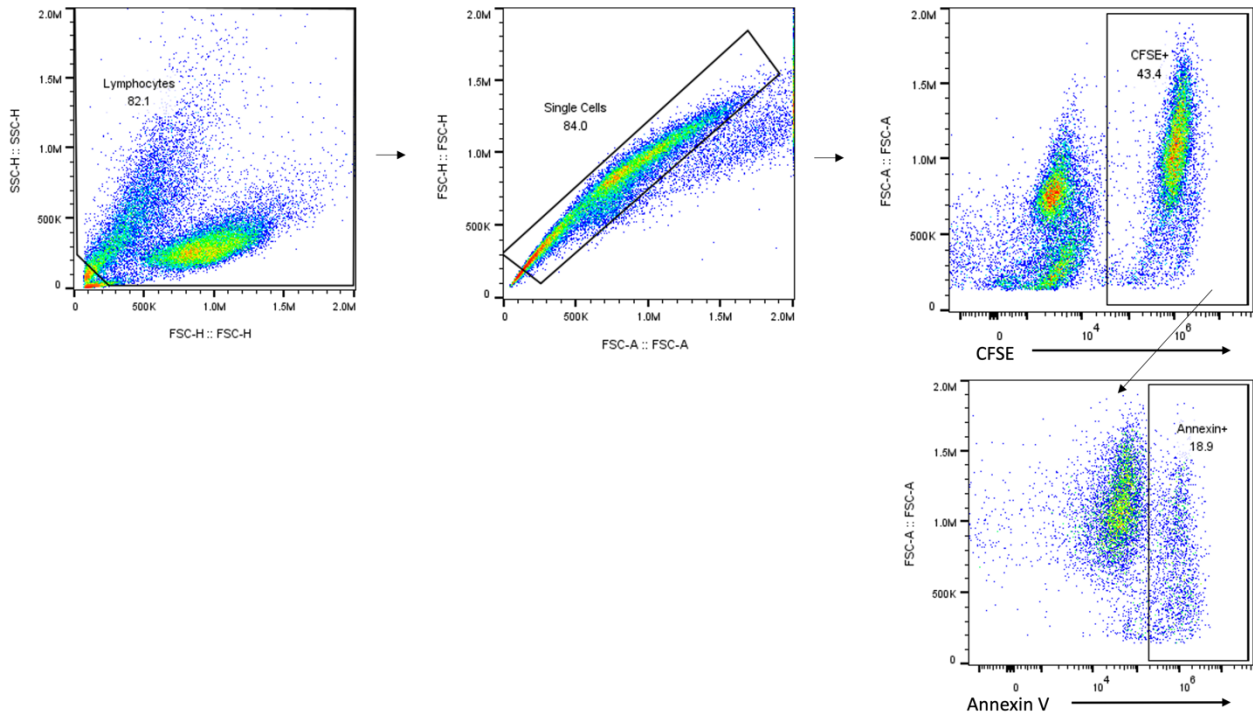 2.0M
1.5M
1.0M
500K
0
SSC-H :: SSC-H
Lymphocytes
82.1
0
500K
1.0M
1.5M
2.0M
FSC-H :: FSC-H
2.0M
1.5M
1.0M
500K
0
FSC-H :: FSC-H
Single Cells
84.0
0
500K
1.0M
1.5M
2.0M
FSC-A :: FSC-A
2.0M
1.5M
1.0M
500K
0
FSC-A :: FSC-A
CFSE+
43.4
0
10^4
10^6
CFSE
2.0M
1.5M
1.0M
500K
0
FSC-A :: FSC-A
Annexin+
18.9
0
10^4
10^6
Annexin V